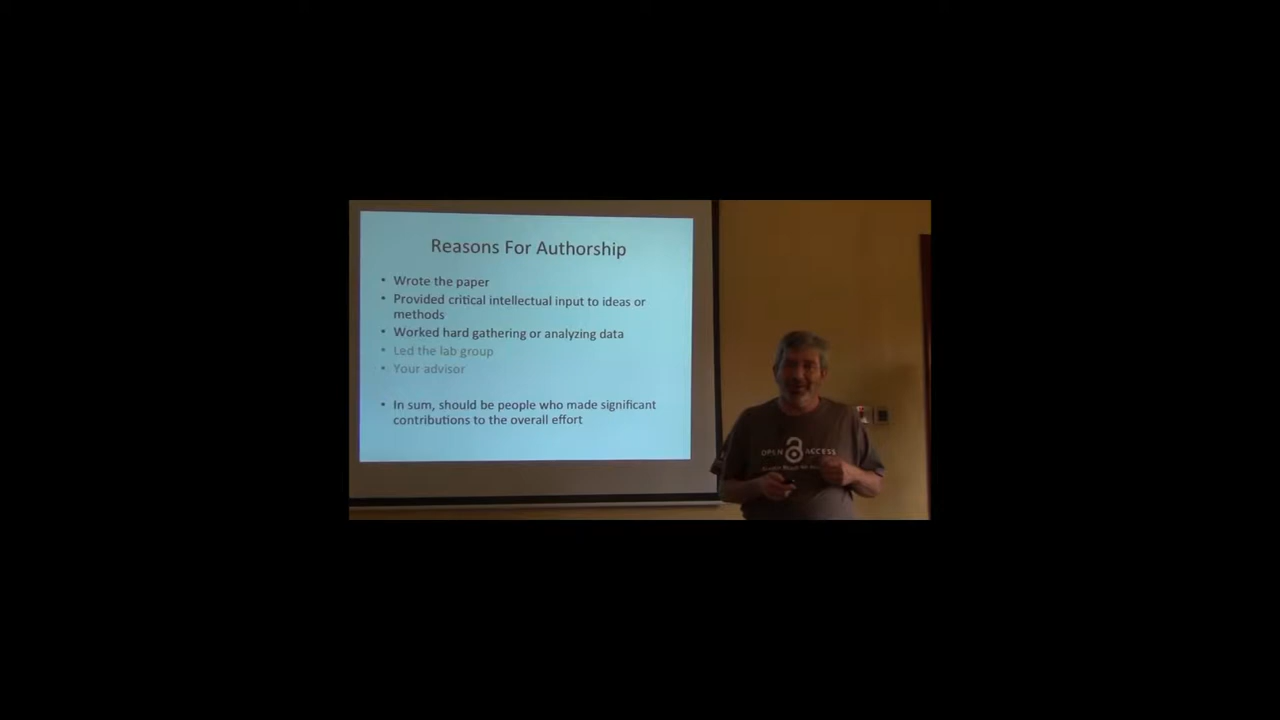 Reasons For Authorship
• Wrote the paper
• Provided critical intellectual input to ideas or
methods
• Worked hard gathering or analyzing data
• Led the lab group
• Your advisor
• In sum, should be people who made significant
contributions to the overall effort
OPEN ACCESS